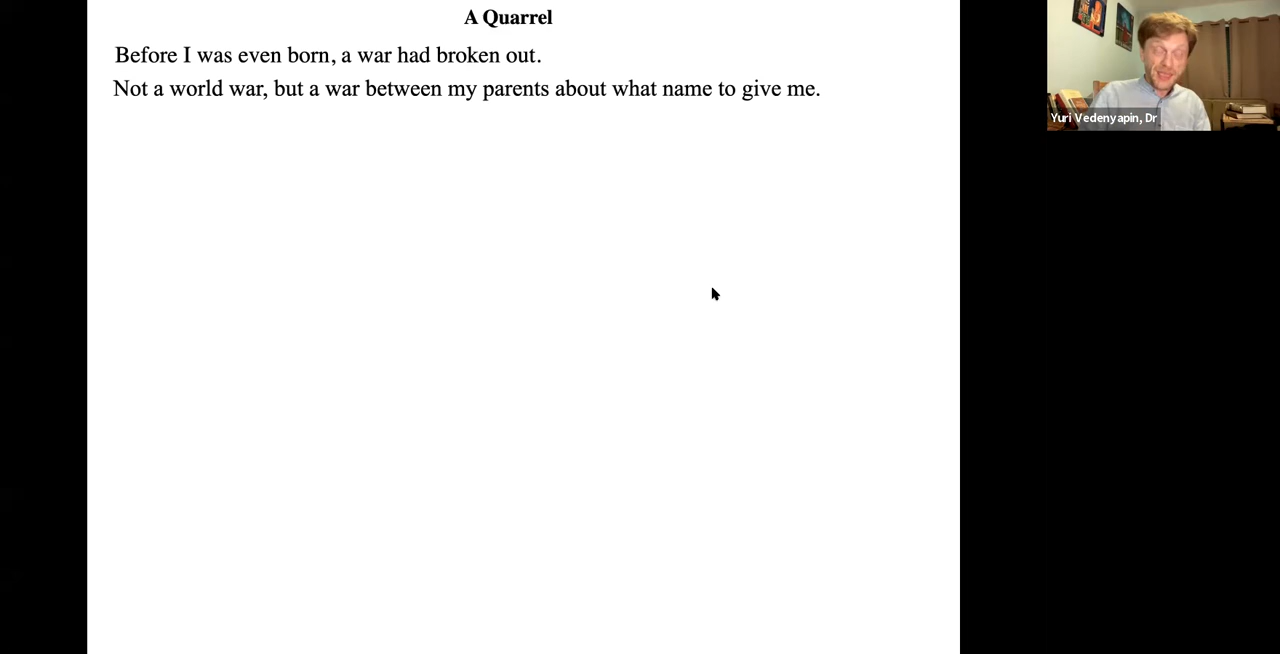 A Quarrel
Before I was even born, a war had broken out.
Not a world war, but a war between my parents about what name to give me.
Yuri Vedenyapin, Dr